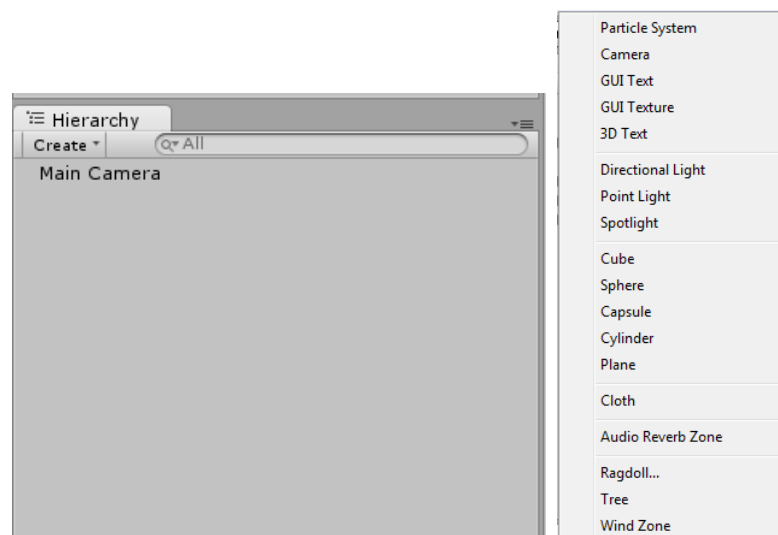 Hierarchy
Create
All
Main Camera
Particle System
Camera
GUI Text
GUI Texture
3D Text
Directional Light
Point Light
Spotlight
Cube
Sphere
Capsule
Cylinder
Plane
Cloth
Audio Reverb Zone
Ragdoll...
Tree
Wind Zone